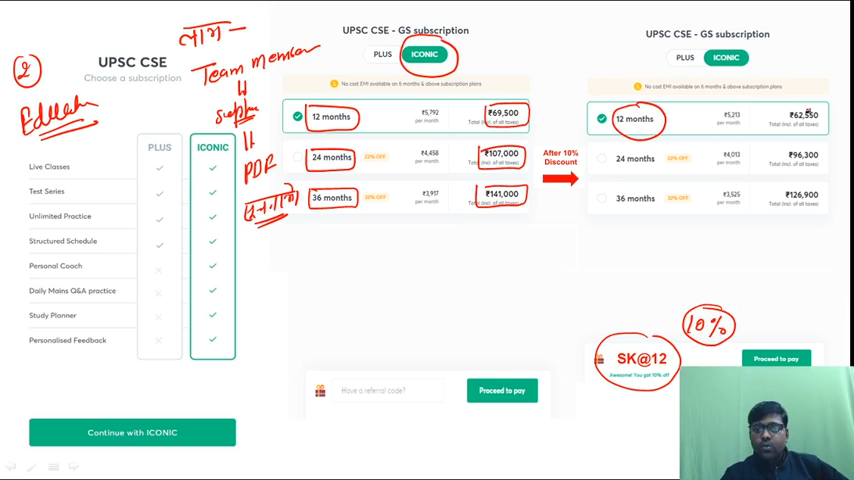 UPSC CSE
Choose a subscription
PLUS
ICONIC
Live Classes
Test Series
Unlimited Practice
Structured Schedule
Personal Coach
Daily Mains Q&A practice
Study Planner
Personalised Feedback
Continue with ICONIC
2
लाभ –
Team member
PDF
UPSC CSE - GS subscription
PLUS ICONIC
No cost EMI available on 6 months & above subscription plans
12 months ₹5,792 ₹69,500
per month Total (Incl. of all taxes)
24 months 22% OFF ₹4,458 ₹107,000
per month Total (Incl. of all taxes)
36 months 32% OFF ₹3,917 ₹141,000
per month Total (Incl. of all taxes)
Have a referral code?
Proceed to pay
After 10%
Discount
UPSC CSE - GS subscription
PLUS ICONIC
No cost EMI available on 6 months & above subscription plans
12 months ₹5,213 ₹62,550
per month Total (Incl. of all taxes)
24 months 22% OFF ₹4,013 ₹96,300
per month Total (Incl. of all taxes)
36 months 32% OFF ₹3,525 ₹126,900
per month Total (Incl. of all taxes)
10%
SK@12
Awesome! You got 10% off
Proceed to pay